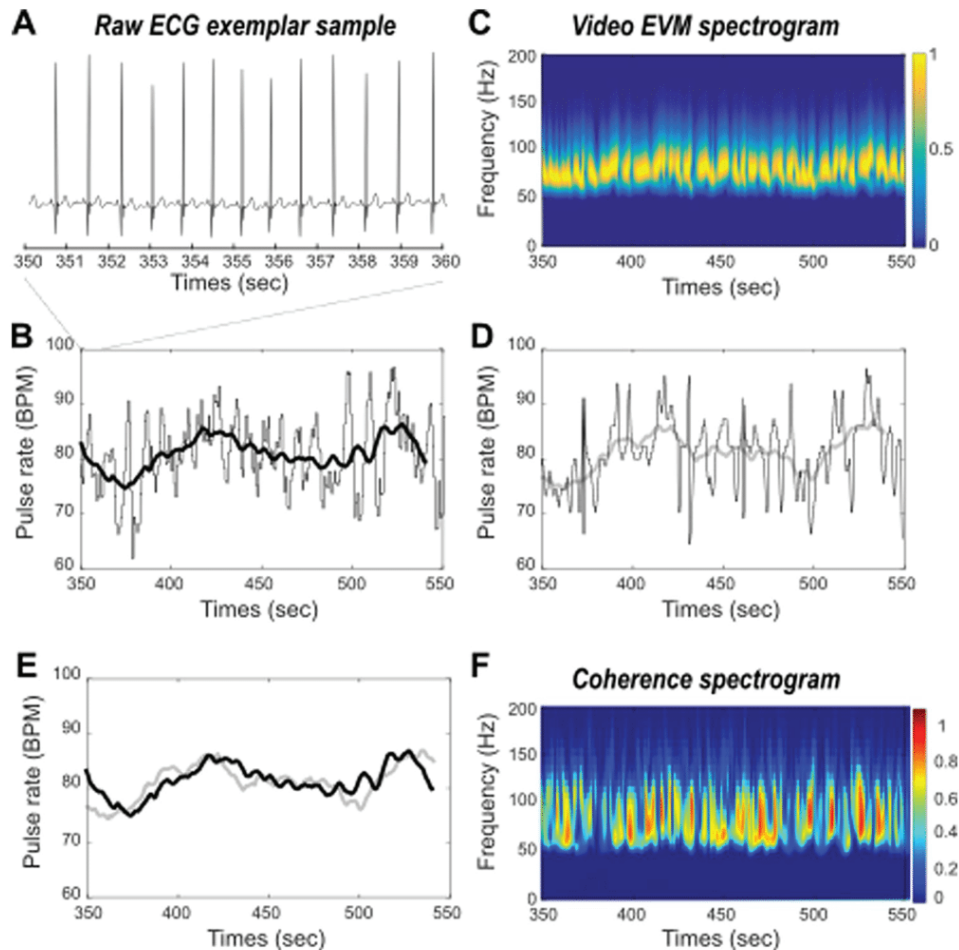 A
Raw ECG exemplar sample
350 351 352 353 354 355 356 357 358 359 360
Times (sec)
C
Video EVM spectrogram
Frequency (Hz)
200
150
100
50
0
350 400 450 500 550
Times (sec)
1
0.5
0
B
Pulse rate (BPM)
100
90
80
70
60
350 400 450 500 550
Times (sec)
D
Pulse rate (BPM)
100
90
80
70
60
350 400 450 500 550
Times (sec)
E
Pulse rate (BPM)
100
90
80
70
60
350 400 450 500 550
Times (sec)
F
Coherence spectrogram
Frequency (Hz)
200
150
100
50
0
350 400 450 500 550
Times (sec)
1
0.8
0.6
0.4
0.2
0